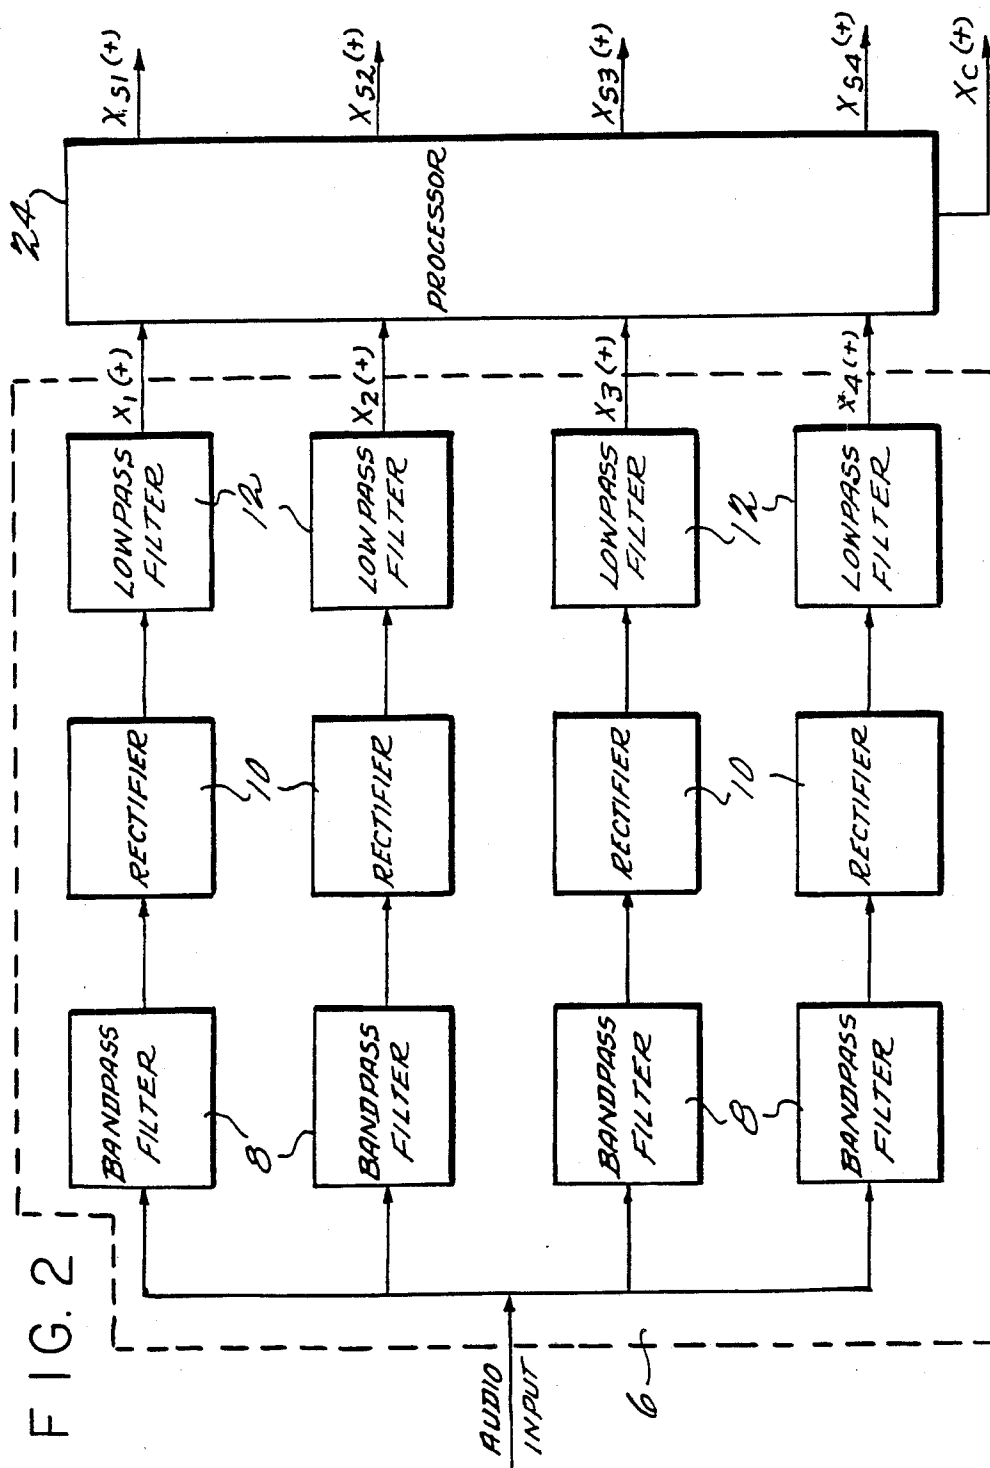 FIG. 2
AUDIO
INPUT
6
BANDPASS
FILTER
8
BANDPASS
FILTER
BANDPASS
FILTER
8
BANDPASS
FILTER
RECTIFIER
10
RECTIFIER
RECTIFIER
10
RECTIFIER
LOWPASS
FILTER
12
LOWPASS
FILTER
LOWPASS
FILTER
12
LOWPASS
FILTER
X1(t)
X2(t)
X3(t)
X4(t)
24
PROCESSOR
XS1(t)
XS2(t)
XS3(t)
XS4(t)
XC(t)